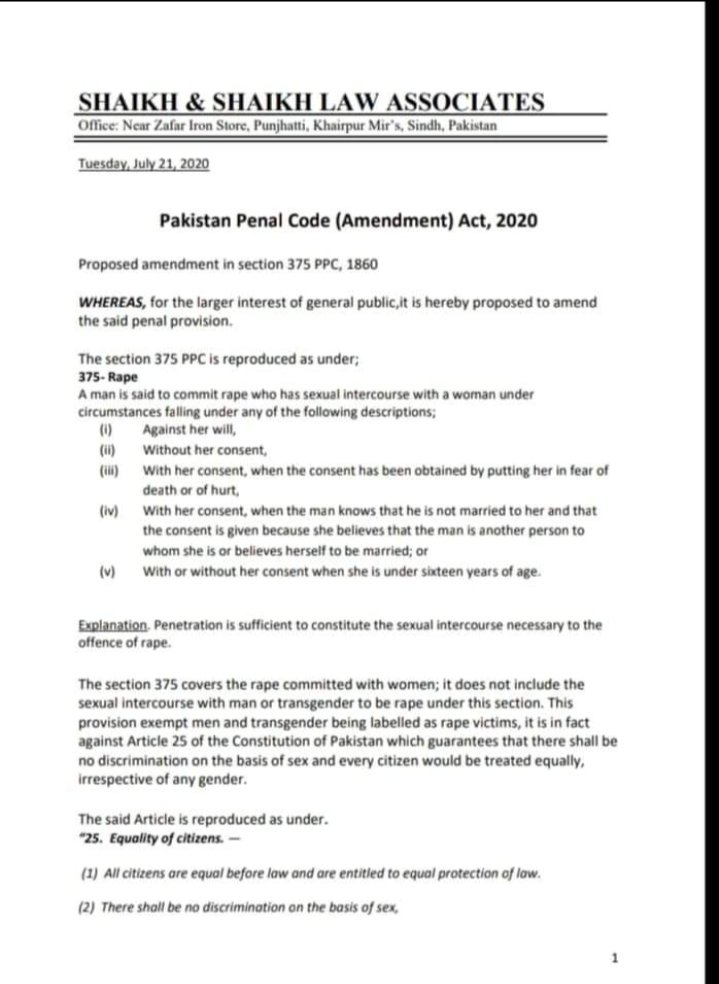 SHAIKH & SHAIKH LAW ASSOCIATES
Office: Near Zafar Iron Store, Punjhatti, Khairpur Mir's, Sindh, Pakistan
Tuesday, July 21, 2020
Pakistan Penal Code (Amendment) Act, 2020
Proposed amendment in section 375 PPC, 1860
WHEREAS, for the larger interest of general public,it is hereby proposed to amend
the said penal provision.
The section 375 PPC is reproduced as under;
375- Rape
A man is said to commit rape who has sexual intercourse with a woman under
circumstances falling under any of the following descriptions;
(i) Against her will,
(ii) Without her consent,
(iii) With her consent, when the consent has been obtained by putting her in fear of
death or of hurt,
(iv) With her consent, when the man knows that he is not married to her and that
the consent is given because she believes that the man is another person to
whom she is or believes herself to be married; or
(v) With or without her consent when she is under sixteen years of age.
Explanation. Penetration is sufficient to constitute the sexual intercourse necessary to the
offence of rape.
The section 375 covers the rape committed with women; it does not include the
sexual intercourse with man or transgender to be rape under this section. This
provision exempt men and transgender being labelled as rape victims, it is in fact
against Article 25 of the Constitution of Pakistan which guarantees that there shall be
no discrimination on the basis of sex and every citizen would be treated equally,
irrespective of any gender.
The said Article is reproduced as under.
"25. Equality of citizens. —
(1) All citizens are equal before law and are entitled to equal protection of law.
(2) There shall be no discrimination on the basis of sex,
1